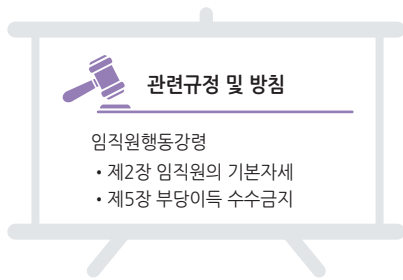 관련규정 및 방침
임직원행동강령
• 제2장 임직원의 기본자세
• 제5장 부당이득 수수금지